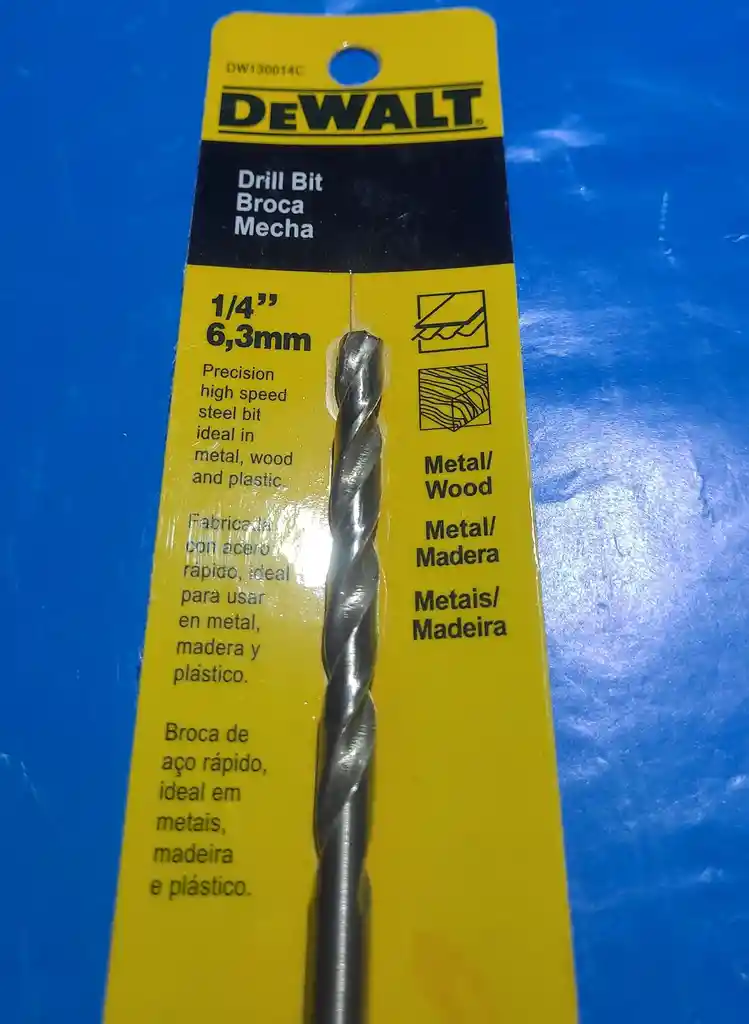 DW130014C
DEWALT®
Drill Bit
Broca
Mecha
1/4”
6,3mm
Precision
high speed
steel bit
ideal in
metal, wood
and plastic.
Fabricada
con acero
rápido, ideal
para usar
en metal,
madera y
plástico.
Broca de
aço rápido,
ideal em
metais,
madeira
e plástico.
Metal/
Wood
Metal/
Madera
Metais/
Madeira